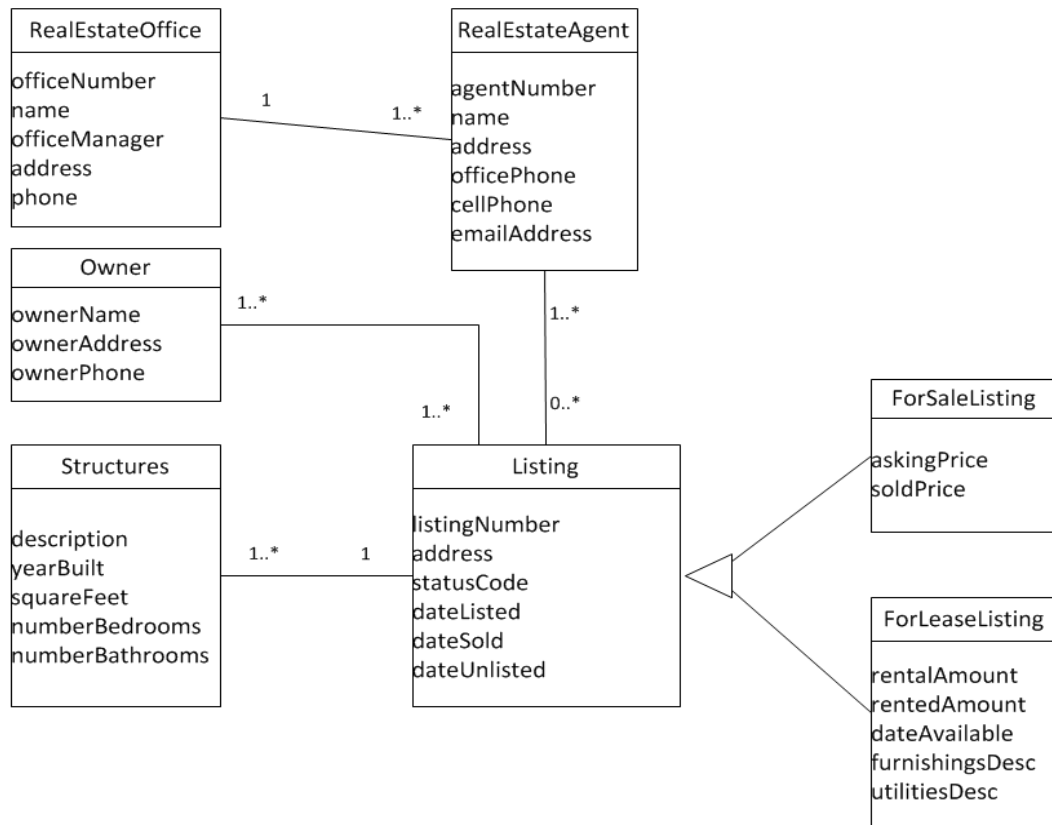 RealEstateOffice
officeNumber
name
officeManager
address
phone
1
1..*
RealEstateAgent
agentNumber
name
address
officePhone
cellPhone
emailAddress
Owner
ownerName
ownerAddress
ownerPhone
1..*
1..*
1..*
0..*
Structures
description
yearBuilt
squareFeet
numberBedrooms
numberBathrooms
1..*
1
Listing
listingNumber
address
statusCode
dateListed
dateSold
dateUnlisted
ForSaleListing
askingPrice
soldPrice
ForLeaseListing
rentalAmount
rentedAmount
dateAvailable
furnishingsDesc
utilitiesDesc